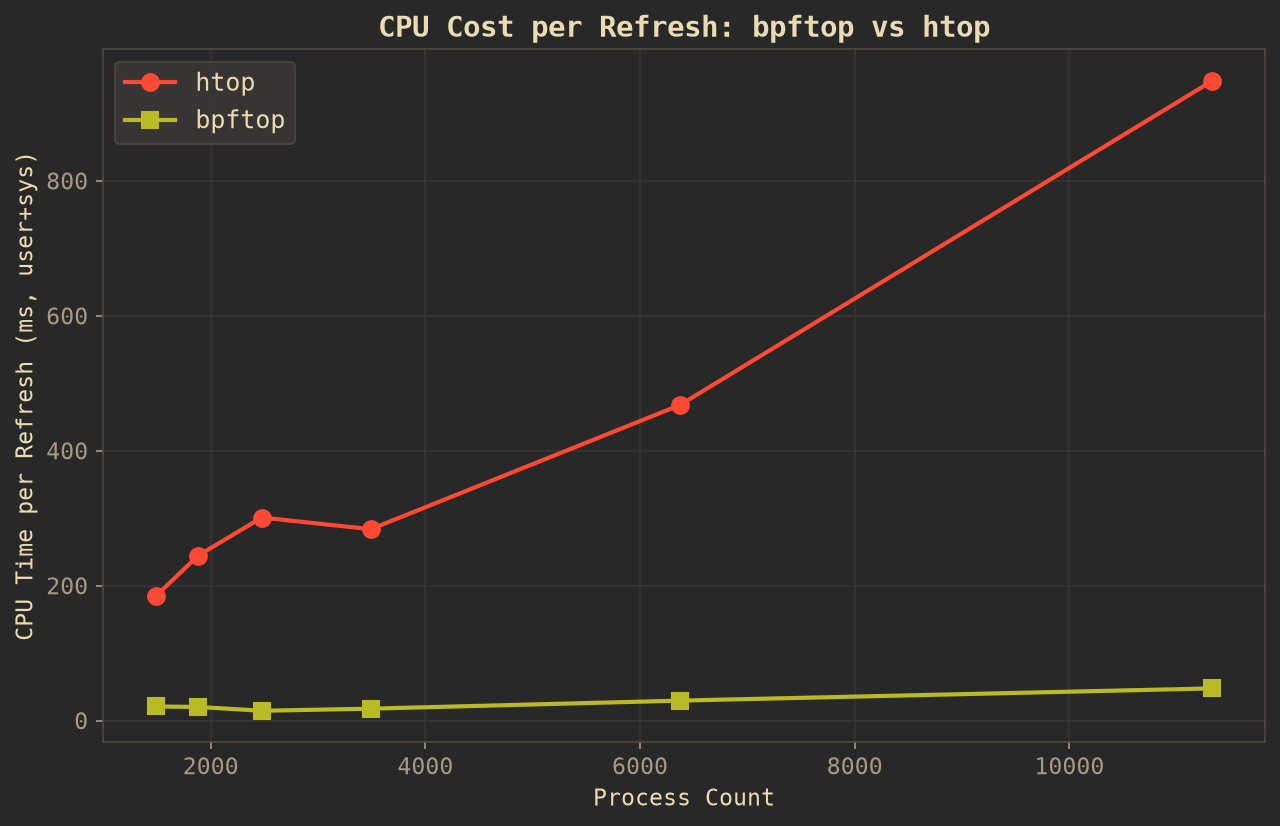 CPU Cost per Refresh: bpftop vs htop
htop
bpftop
CPU Time per Refresh (ms, user+sys)
800
600
400
200
0
2000
4000
6000
8000
10000
Process Count